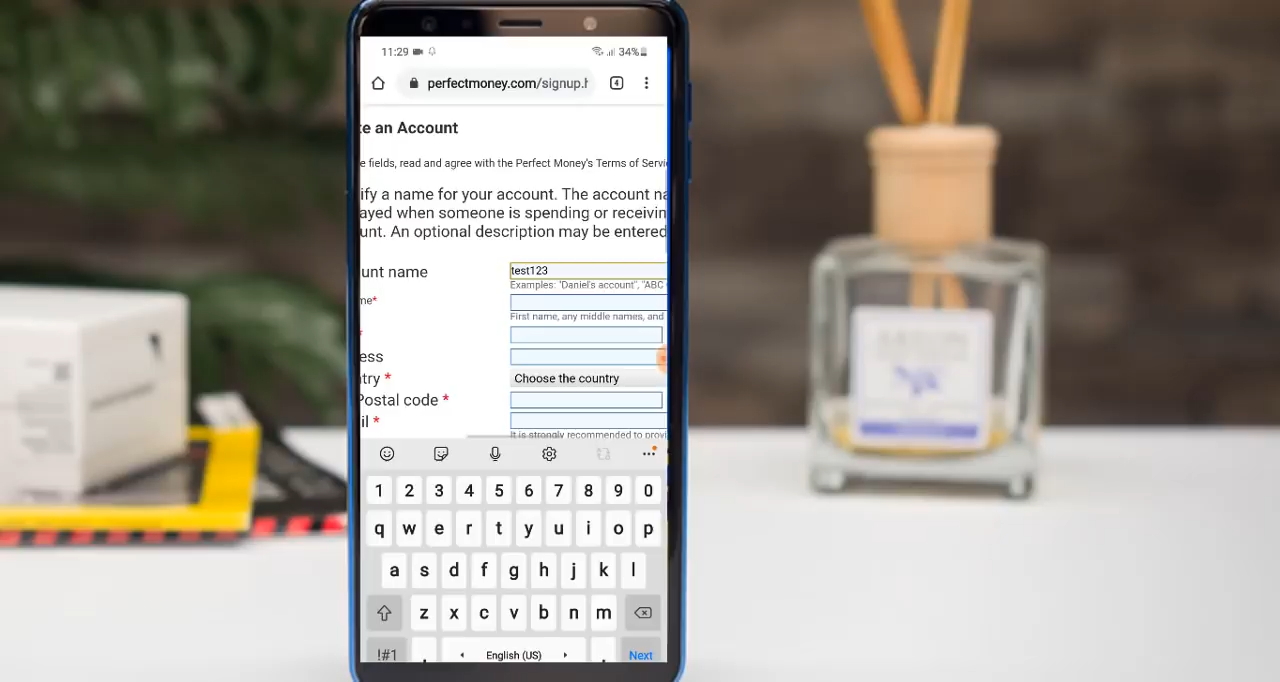 11:29 34%
perfectmoney.com/signup.h 4
te an Account
e fields, read and agree with the Perfect Money's Terms of Servi
ify a name for your account. The account na
ayed when someone is spending or receivin
unt. An optional description may be entered
unt name test123
Examples: "Daniel's account", "ABC
me*
First name, any middle names, and
*
ess
try * Choose the country
Postal code *
il *
It is strongly recommended to provi
1 2 3 4 5 6 7 8 9 0
q w e r t y u i o p
a s d f g h j k l
z x c v b n m
!#1 , English (US) . Next